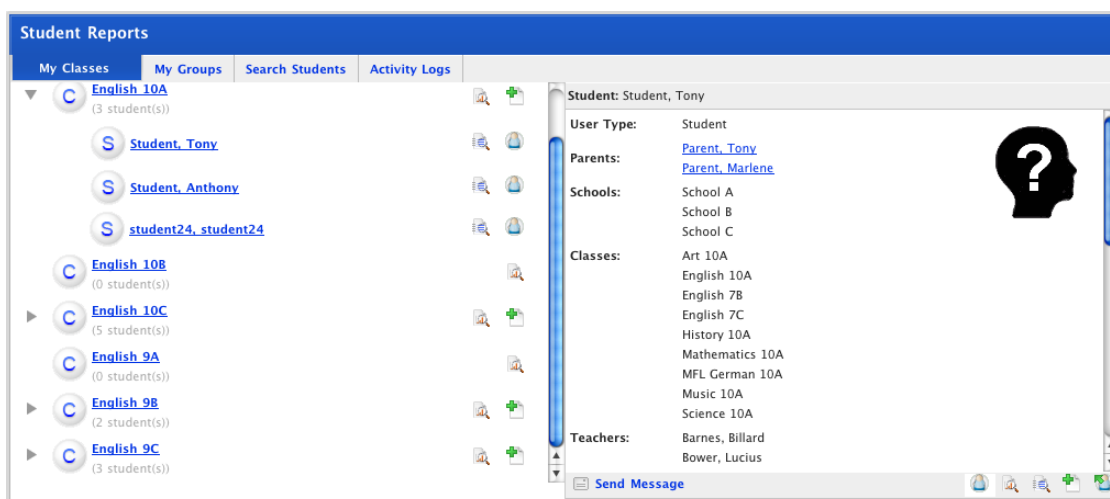 Student Reports
My Classes My Groups Search Students Activity Logs
C English 10A
(3 student(s))
S Student, Tony
S Student, Anthony
S student24, student24
C English 10B
(0 student(s))
C English 10C
(5 student(s))
C English 9A
(0 student(s))
C English 9B
(2 student(s))
C English 9C
(3 student(s))
Student: Student, Tony
User Type: Student
Parents: Parent, Tony
Parent, Marlene
Schools: School A
School B
School C
Classes: Art 10A
English 10A
English 7B
English 7C
History 10A
Mathematics 10A
MFL German 10A
Music 10A
Science 10A
Teachers: Barnes, Billard
Bower, Lucius
?
Send Message